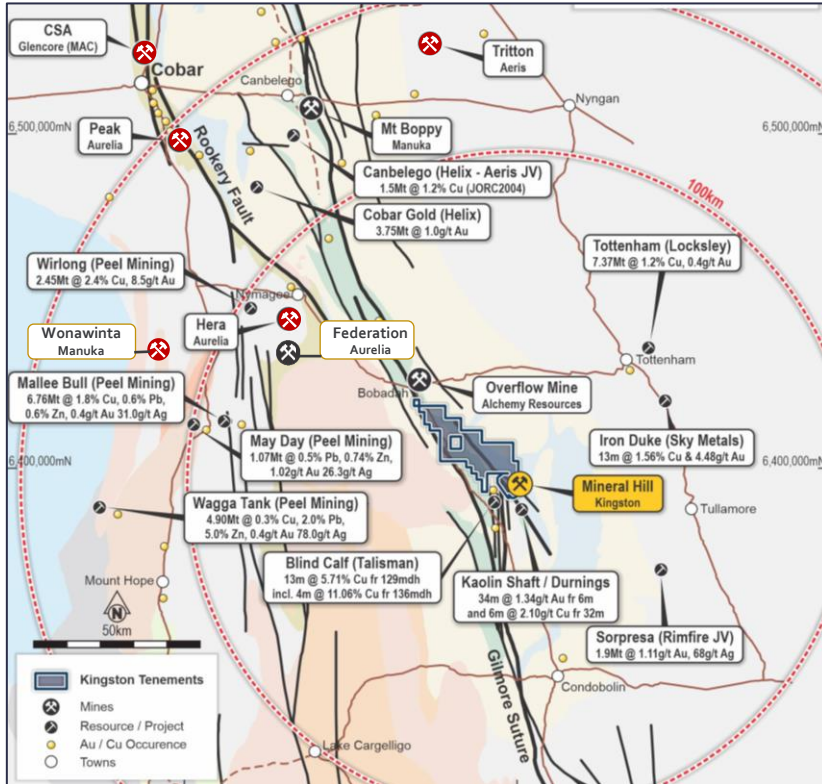 CSA
Glencore (MAC)
Cobar
Tritton
Aeris
Canbelego
Nyngan
6,500,000mN
6,500,000mN
Peak
Aurelia
Mt Boppy
Manuka
Rookery Fault
Canbelego (Helix - Aeris JV)
1.5Mt @ 1.2% Cu (JORC2004)
100km
Cobar Gold (Helix)
3.75Mt @ 1.0g/t Au
Tottenham (Locksley)
7.37Mt @ 1.2% Cu, 0.4g/t Au
Wirlong (Peel Mining)
2.45Mt @ 2.4% Cu, 8.5g/t Au
Nymagee
Hera
Aurelia
Federation
Aurelia
Wonawinta
Manuka
Tottenham
Mallee Bull (Peel Mining)
6.76Mt @ 1.8% Cu, 0.6% Pb,
0.6% Zn, 0.4g/t Au 31.0g/t Ag
Bobadah
Overflow Mine
Alchemy Resources
May Day (Peel Mining)
1.07Mt @ 0.5% Pb, 0.74% Zn,
1.02g/t Au 26.3g/t Ag
Iron Duke (Sky Metals)
13m @ 1.56% Cu & 4.48g/t Au
6,400,000mN
6,400,000mN
Mineral Hill
Kingston
Wagga Tank (Peel Mining)
4.90Mt @ 0.3% Cu, 2.0% Pb,
5.0% Zn, 0.4g/t Au 78.0g/t Ag
Tullamore
Blind Calf (Talisman)
13m @ 5.71% Cu fr 129mdh
incl. 4m @ 11.06% Cu fr 136mdh
Kaolin Shaft / Durnings
34m @ 1.34g/t Au fr 6m
and 6m @ 2.10g/t Cu fr 32m
Mount Hope
N
50km
Sorpresa (Rimfire JV)
1.9Mt @ 1.11g/t Au, 68g/t Ag
Gilmore Suture
Condobolin
Kingston Tenements
Mines
Resource / Project
Au / Cu Occurence
Towns
Lake Cargelligo